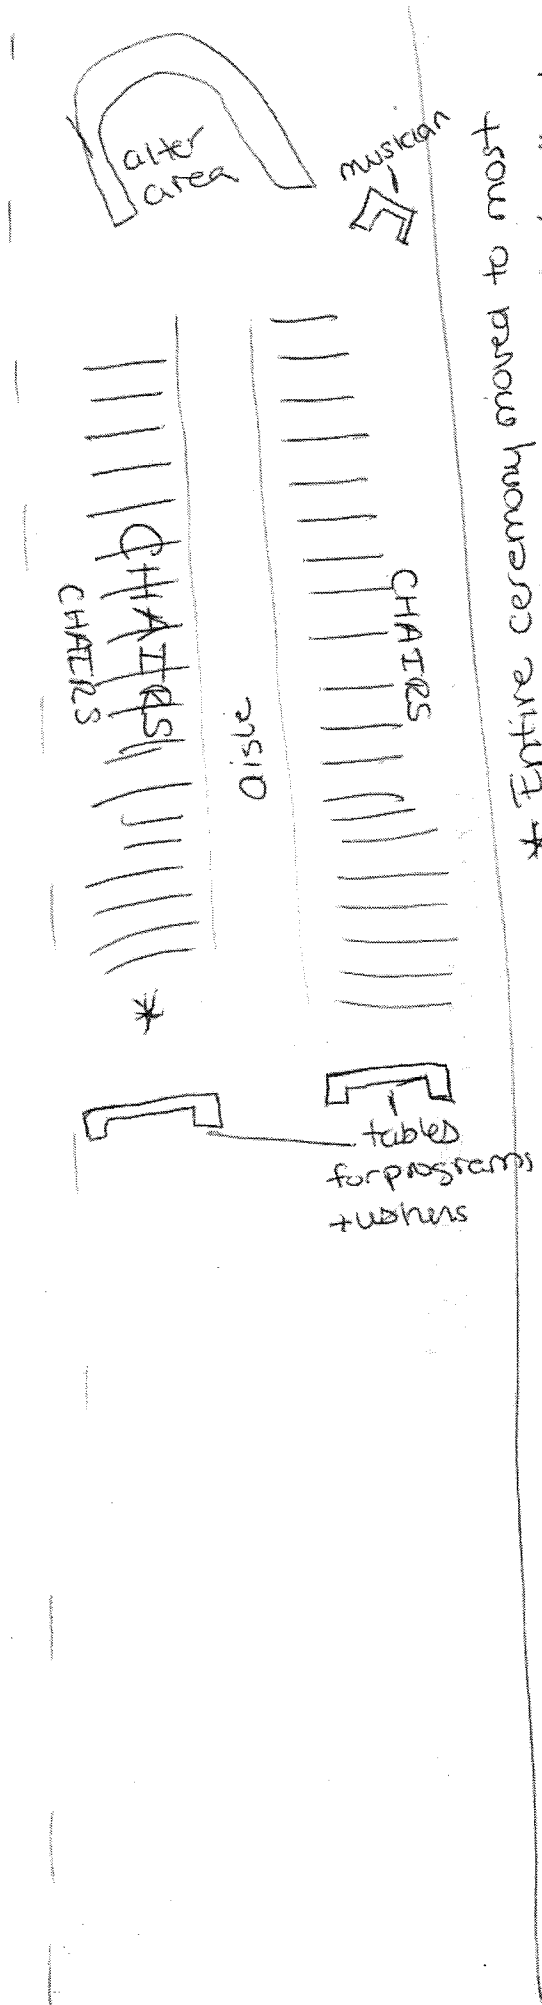 alter
area
musician
CHAIRS
CHAIRS
aisle
CHAIRS
*
tables
for programs
+ ushers
* Entire ceremony moved to most